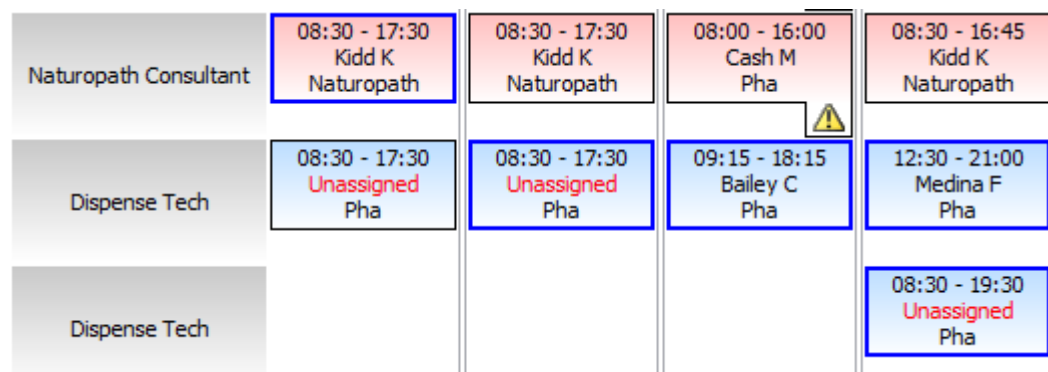 Naturopath Consultant
08:30 - 17:30
Kidd K
Naturopath
08:30 - 17:30
Kidd K
Naturopath
08:00 - 16:00
Cash M
Pha
08:30 - 16:45
Kidd K
Naturopath
Dispense Tech
08:30 - 17:30
Unassigned
Pha
08:30 - 17:30
Unassigned
Pha
09:15 - 18:15
Bailey C
Pha
12:30 - 21:00
Medina F
Pha
Dispense Tech
08:30 - 19:30
Unassigned
Pha